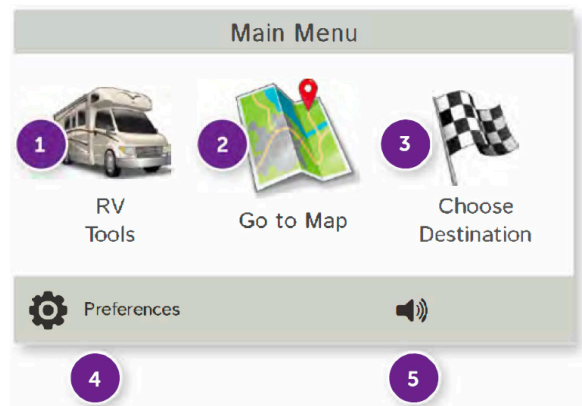 Main Menu
1
2
3
RV
Tools
Go to Map
Choose
Destination
Preferences
4
5